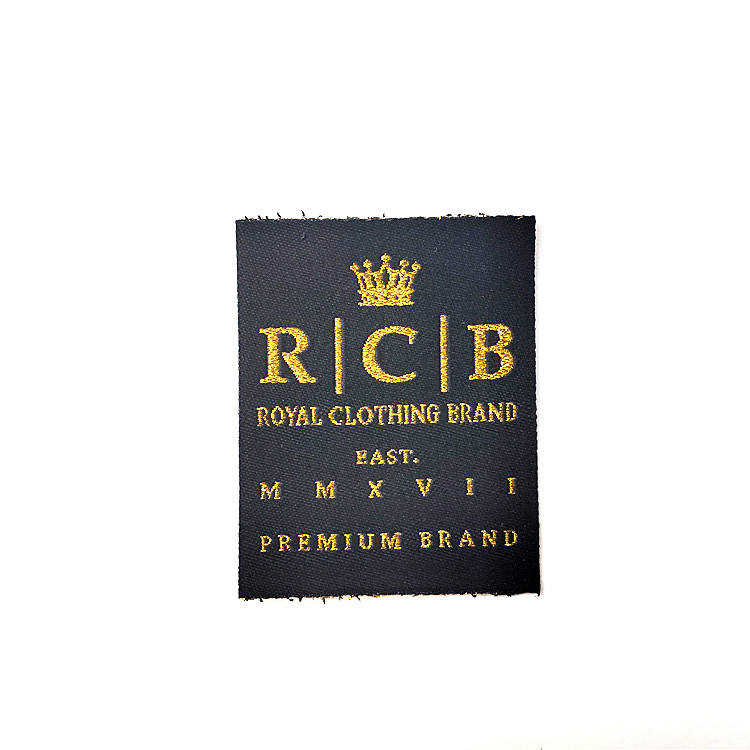 R|C|B
ROYAL CLOTHING BRAND
EAST.
M M X V I I
PREMIUM BRAND